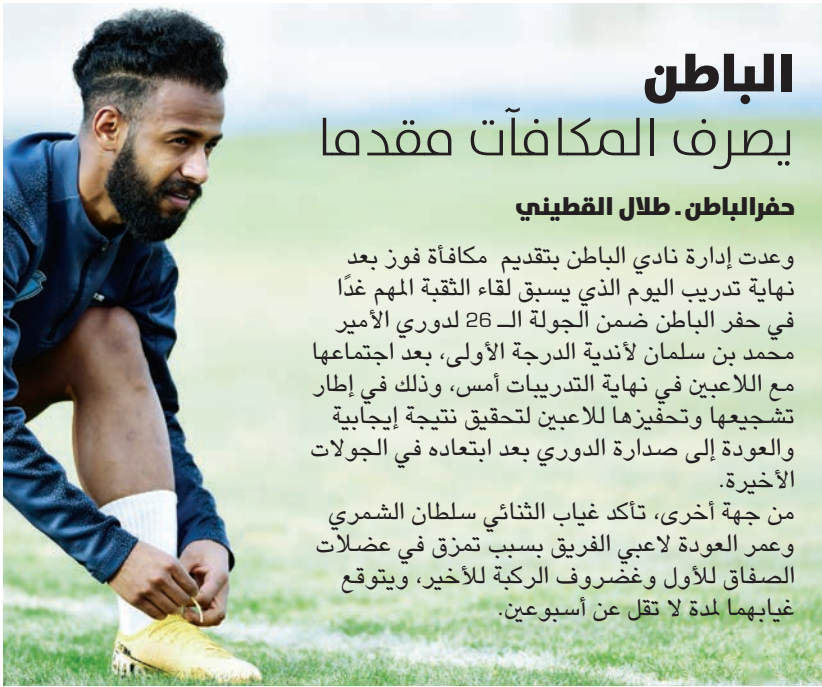 الباطن
يصرف المكافآت مقدما
حفرالباطن ـ طلال القطيني
وعدت إدارة نادي الباطن بتقديم مكافأة فوز بعد
نهاية تدريب اليوم الذي يسبق لقاء الثقبة المهم غدًا
في حفر الباطن ضمن الجولة الـ 26 لدوري الأمير
محمد بن سلمان لأندية الدرجة الأولى، بعد اجتماعها
مع اللاعبين في نهاية التدريبات أمس، وذلك في إطار
تشجيعها وتحفيزها للاعبين لتحقيق نتيجة إيجابية
والعودة إلى صدارة الدوري بعد ابتعاده في الجولات
الأخيرة.
من جهة أخرى، تأكد غياب الثنائي سلطان الشمري
وعمر العودة لاعبي الفريق بسبب تمزق في عضلات
الصفاق للأول وغضروف الركبة للأخير، ويتوقع
غيابهما لمدة لا تقل عن أسبوعين.